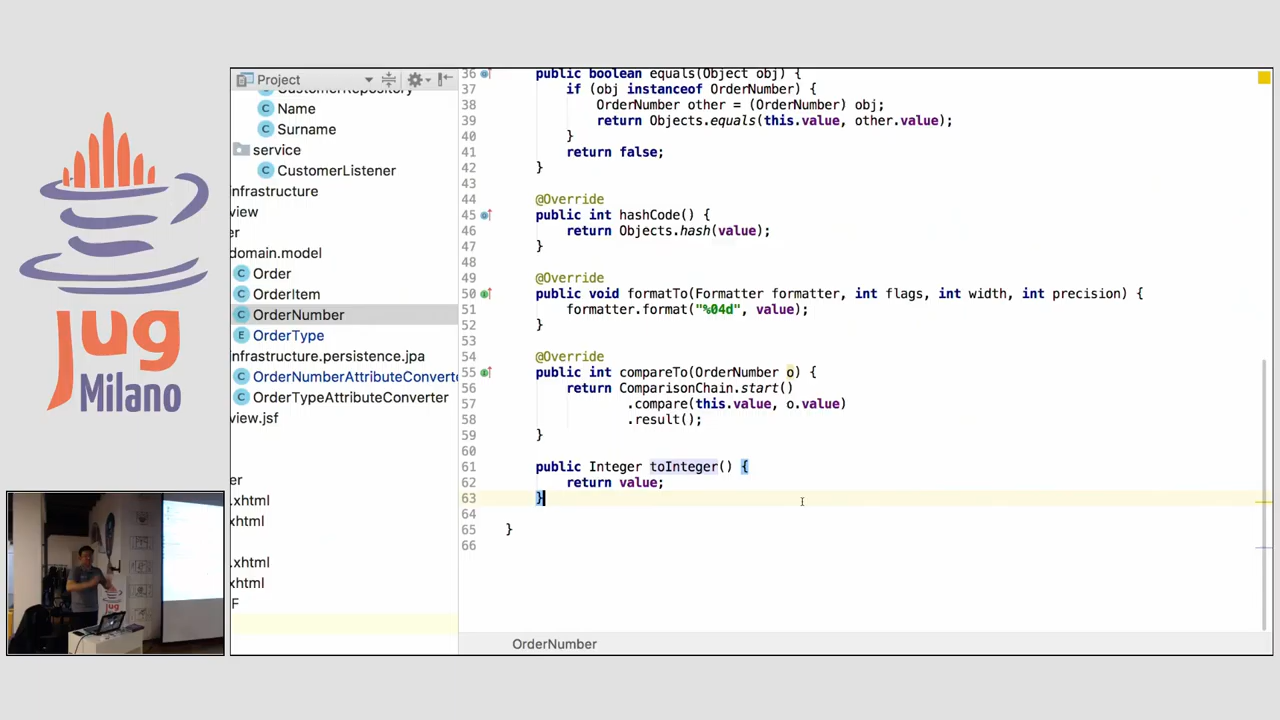 Project
CustomerRepository
Name
Surname
service
CustomerListener
nfrastructure
view
er
domain.model
Order
OrderItem
OrderNumber
OrderType
nfrastructure.persistence.jpa
OrderNumberAttributeConverte
OrderTypeAttributeConverter
view.jsf
er
.xhtml
xhtml
.xhtml
xhtml
F
36 public boolean equals(Object obj) {
37 if (obj instanceof OrderNumber) {
38 OrderNumber other = (OrderNumber) obj;
39 return Objects.equals(this.value, other.value);
40 }
41 return false;
42 }
43
44 @Override
45 public int hashCode() {
46 return Objects.hash(value);
47 }
48
49 @Override
50 public void formatTo(Formatter formatter, int flags, int width, int precision) {
51 formatter.format("%04d", value);
52 }
53
54 @Override
55 public int compareTo(OrderNumber o) {
56 return ComparisonChain.start()
57 .compare(this.value, o.value)
58 .result();
59 }
60
61 public Integer toInteger() {
62 return value;
63 }
64
65 }
66
OrderNumber
jug
Milano
jug